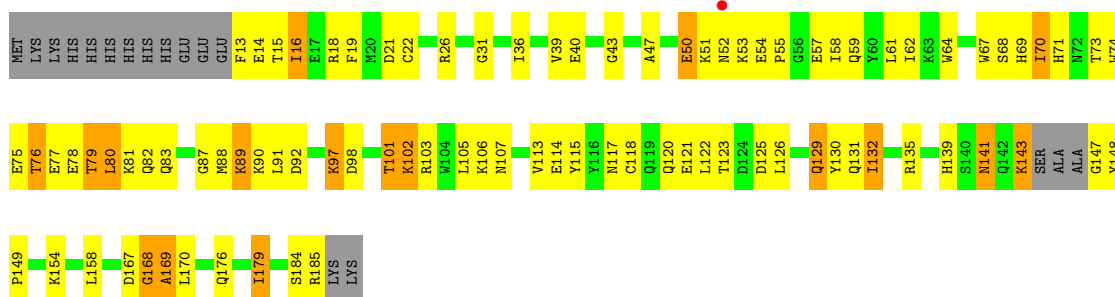 MET LYS LYS HIS HIS HIS HIS HIS HIS GLU GLU GLU F13 E14 T15 I16 E17 R18 F19 M20 D21 C22 R26 G31 I36 V39 E40 G43 A47 E50 K51 N52 K53 E54 P55 G56 E57 I58 Q59 Y60 L61 I62 K63 W64 W67 S68 H69 I70 H71 N72 T73 W74
E75 T76 E77 E78 T79 L80 K81 Q82 Q83 G87 M88 K89 K90 L91 D92 K97 D98 T101 K102 R103 W104 L105 K106 N107 V113 E114 Y115 Y116 N117 C118 Q119 Q120 E121 L122 T123 D124 D125 L126 Q129 Y130 Q131 I132 R135 H139 S140 N141 Q142 K143 SER ALA ALA G147 Y148
P149 K154 L158 D167 G168 A169 L170 Q176 I179 S184 R185 LYS LYS